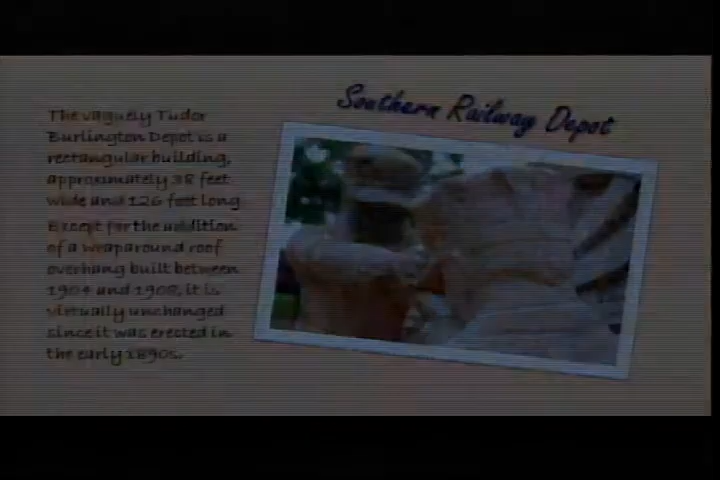 Southern Railway Depot
The vaguely Tudor
Burlington Depot is a
rectangular building,
approximately 38 feet
wide and 126 feet long.
Except for the addition
of a wraparound roof
overhang built between
1904 and 1908, it is
virtually unchanged
since it was erected in
the early 1890s.